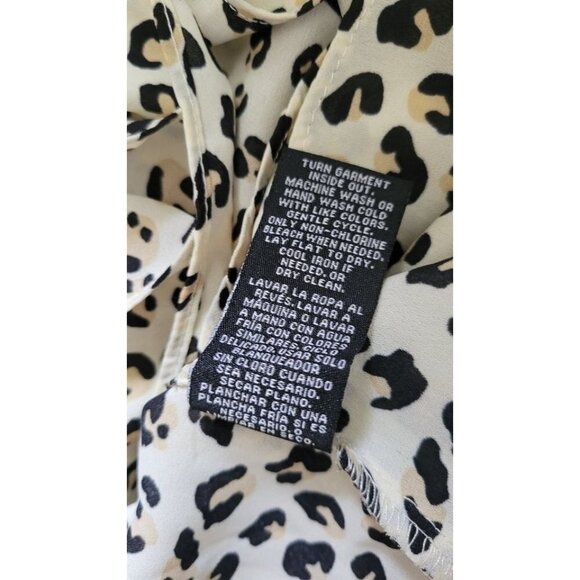 TURN GARMENT
INSIDE OUT.
MACHINE WASH OR
HAND WASH COLD
WITH LIKE COLORS.
GENTLE CYCLE.
ONLY NON-CHLORINE
BLEACH WHEN NEEDED.
LAY FLAT TO DRY.
COOL IRON IF
NEEDED. OR
DRY CLEAN.
LAVAR LA ROPA AL
REVÉS. LAVAR A
MÁQUINA O LAVAR
A MANO CON AGUA
FRÍA CON COLORES
SIMILARES. CICLO
DELICADO. USAR SOLO
BLANQUEADOR
SIN CLORO CUANDO
SEA NECESARIO.
SECAR PLANO.
PLANCHAR CON UNA
PLANCHA FRÍA SI ES
NECESARIO. O
EN SECO.